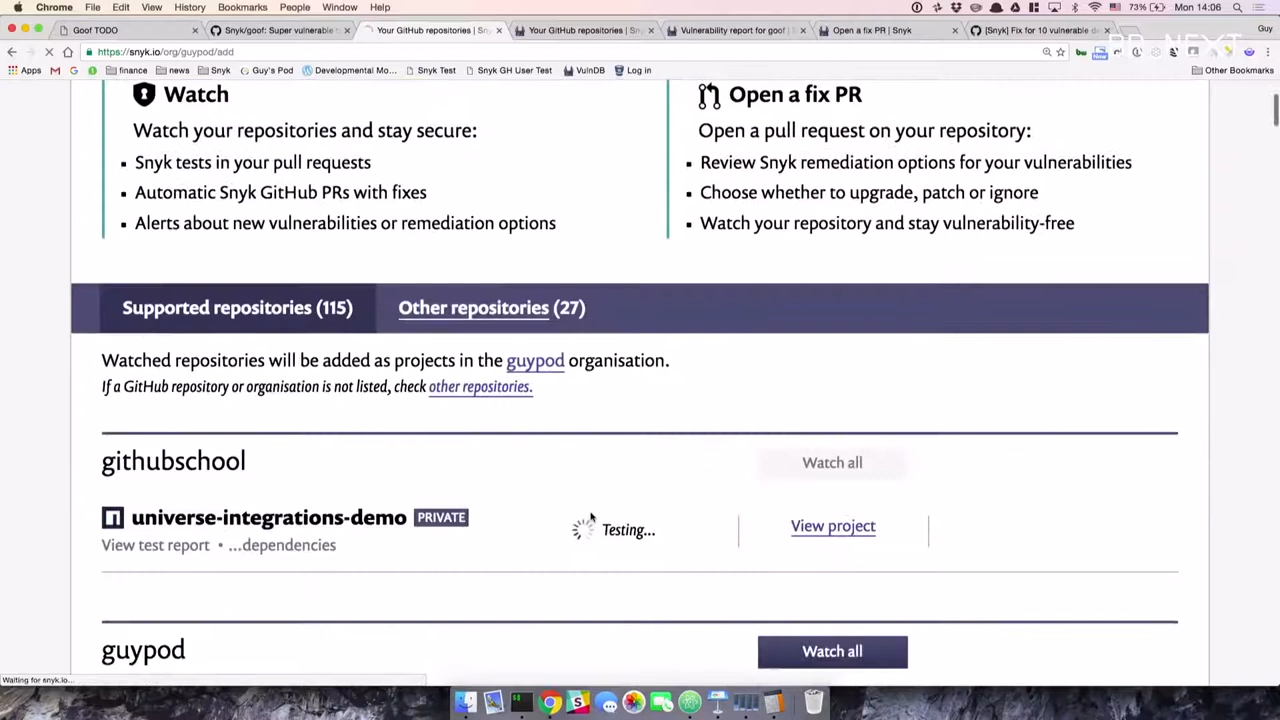 Chrome File Edit View History Bookmarks People Window Help 73% Mon 14:06
Goof TODO Snyk/goof: Super vulnerable Your GitHub repositories | Sn Your GitHub repositories | Sn Vulnerability report for goof | S Open a fix PR | Snyk [Snyk] Fix for 10 vulnerable de Guy
https://snyk.io/org/guypod/add
Apps finance news Snyk Guy's Pod Developmental Mo... Snyk Test Snyk GH User Test VulnDB Log in Other Bookmarks
Watch
Watch your repositories and stay secure:
Snyk tests in your pull requests
Automatic Snyk GitHub PRs with fixes
Alerts about new vulnerabilities or remediation options
Open a fix PR
Open a pull request on your repository:
Review Snyk remediation options for your vulnerabilities
Choose whether to upgrade, patch or ignore
Watch your repository and stay vulnerability-free
Supported repositories (115) Other repositories (27)
Watched repositories will be added as projects in the guypod organisation.
If a GitHub repository or organisation is not listed, check other repositories.
githubschool Watch all
universe-integrations-demo PRIVATE Testing... View project
View test report • ...dependencies
guypod Watch all
Waiting for snyk.io...